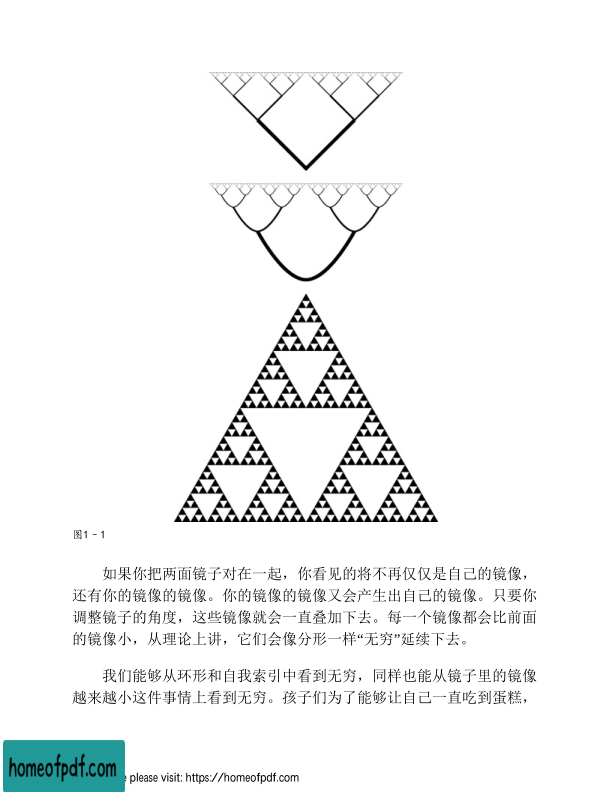 图1-1
如果你把两面镜子对在一起，你看见的将不再仅仅是自己的镜像，
还有你的镜像的镜像。你的镜像的镜像又会产生出自己的镜像。只要你
调整镜子的角度，这些镜像就会一直叠加下去。每一个镜像都会比前面
的镜像小，从理论上讲，它们会像分形一样“无穷”延续下去。
我们能够从环形和自我索引中看到无穷，同样也能从镜子里的镜像
越来越小这件事情上看到无穷。孩子们为了能够让自己一直吃到蛋糕，
homeofpdf.com
please visit: https://homeofpdf.com